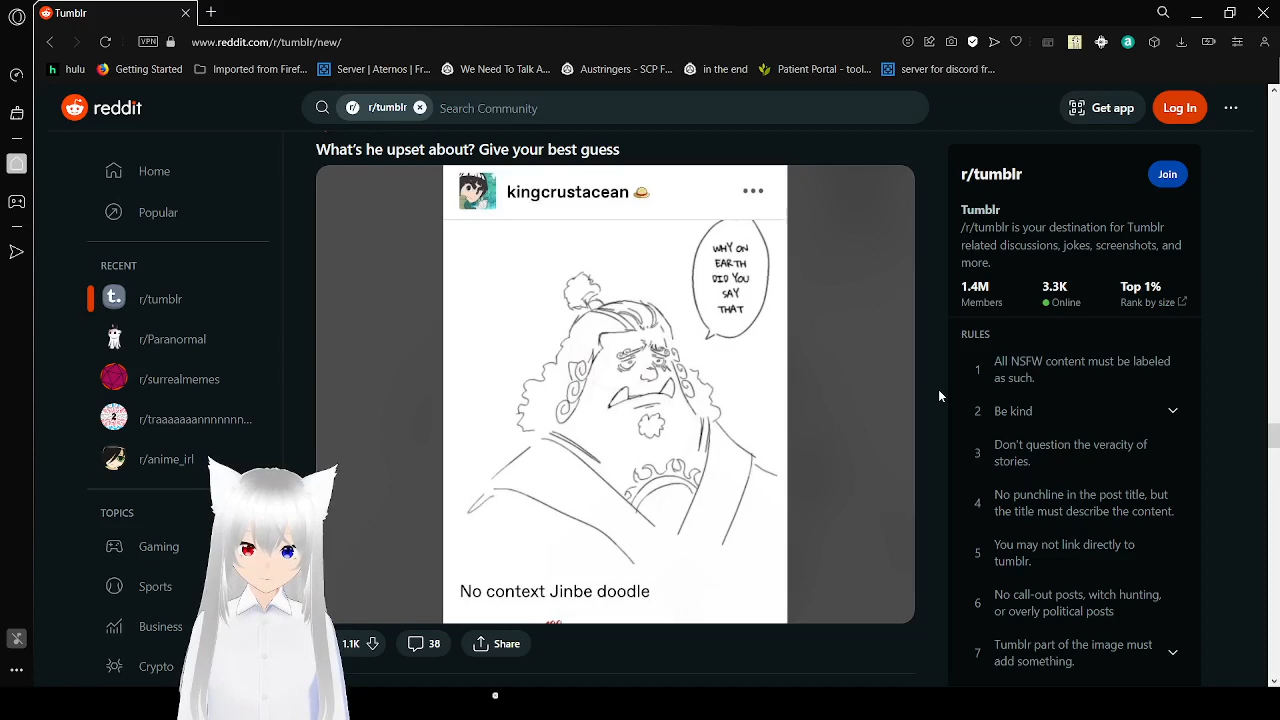 Tumblr
VPN
www.reddit.com/r/tumblr/new/
hulu
Getting Started
Imported from Firef...
Server | Aternos | Fr...
We Need To Talk A...
Austringers - SCP F...
in the end
Patient Portal - tool...
server for discord fr...
reddit
r/tumblr
Search Community
Get app
Log In
Home
Popular
RECENT
r/tumblr
r/Paranormal
r/surrealmemes
r/traaaaaaannnnnnn...
r/anime_irl
TOPICS
Gaming
Sports
Business
Crypto
What's he upset about? Give your best guess
kingcrustacean
WHY ON
EARTH
DID YOU
SAY
THAT
No context Jinbe doodle
1.1K
38
Share
r/tumblr
Join
Tumblr
/r/tumblr is your destination for Tumblr
related discussions, jokes, screenshots, and
more.
1.4M
3.3K
Top 1%
Members
Online
Rank by size
RULES
1
All NSFW content must be labeled
as such.
2
Be kind
3
Don't question the veracity of
stories.
4
No punchline in the post title, but
the title must describe the content.
5
You may not link directly to
tumblr.
6
No call-out posts, witch hunting,
or overly political posts
7
Tumblr part of the image must
add something.